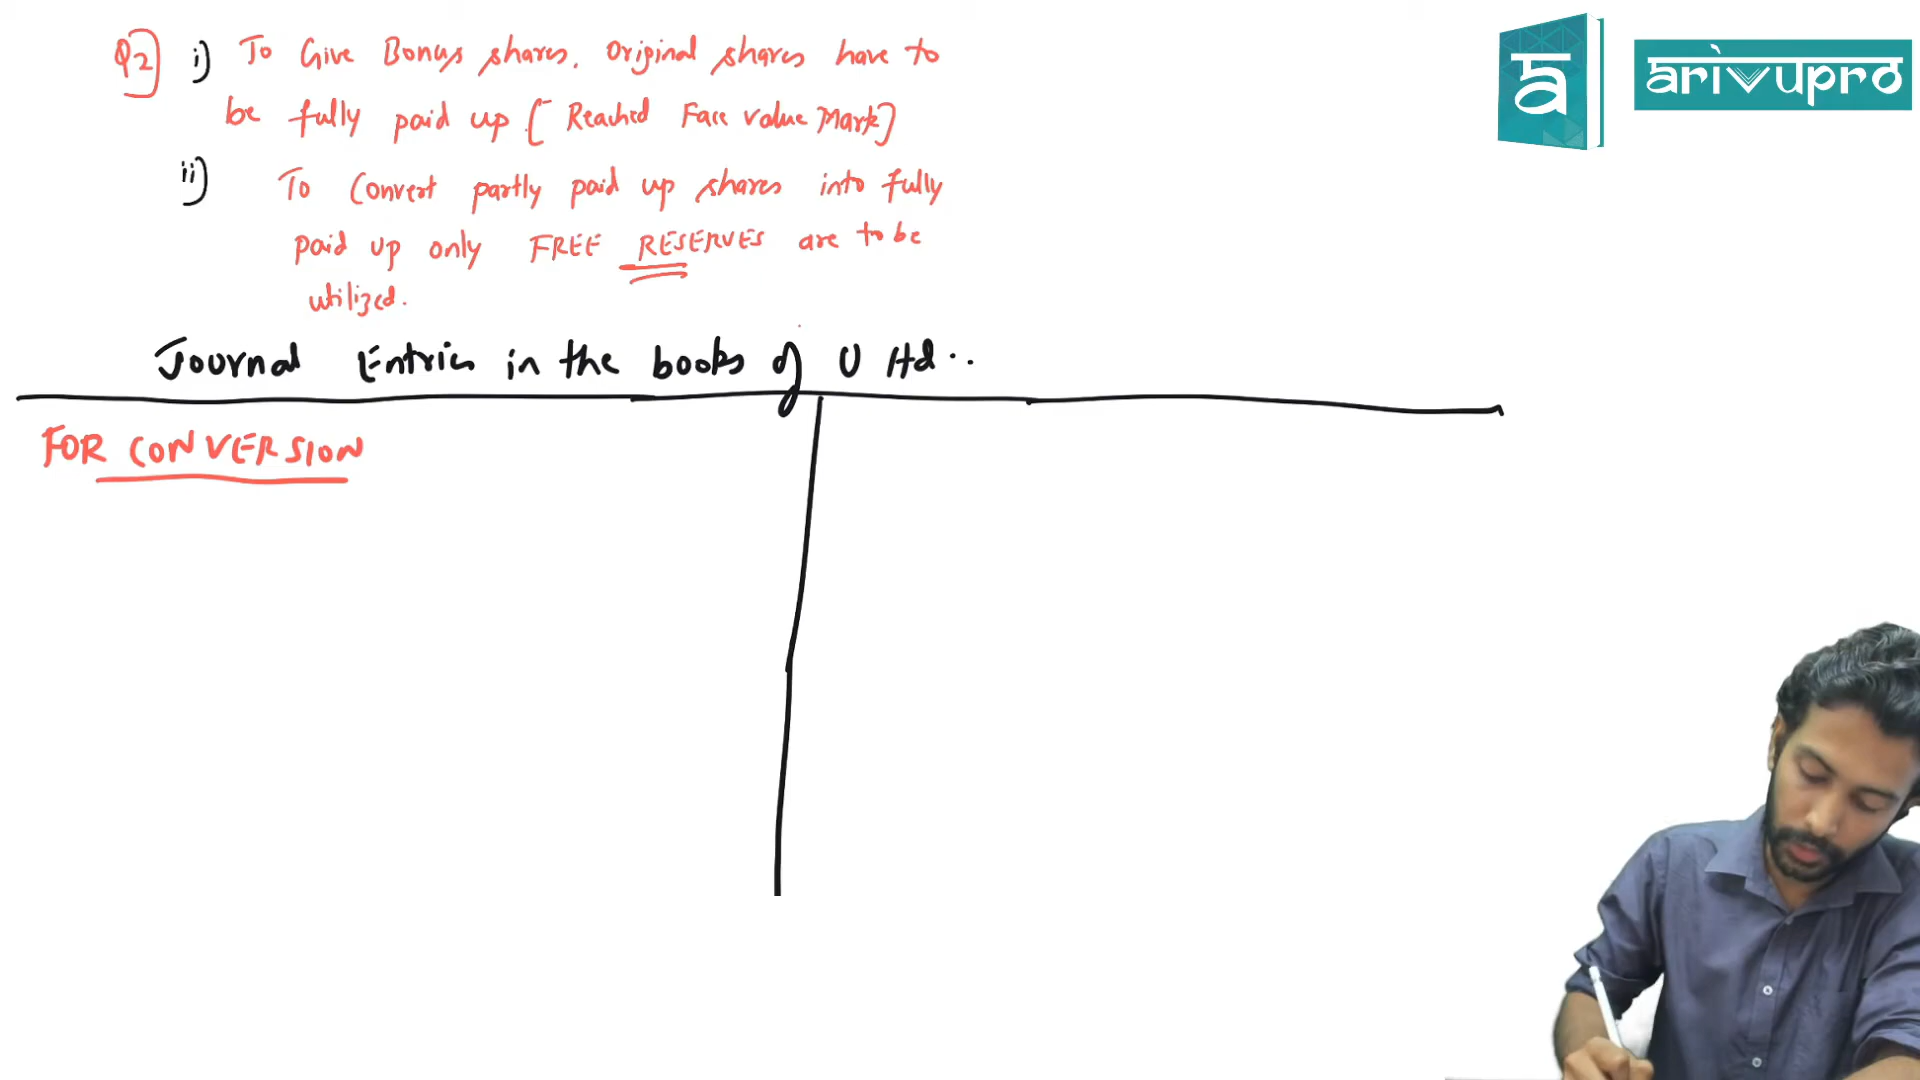 Q2] i) To Give Bonus shares, Original shares have to
be fully paid up. [ Reached Face value Mark]
ii) To Convert partly paid up shares into fully
paid up only FREE RESERVES are to be
utilized.
Journal Entries in the books of U ltd..
FOR CONVERSION
ā
arivupro